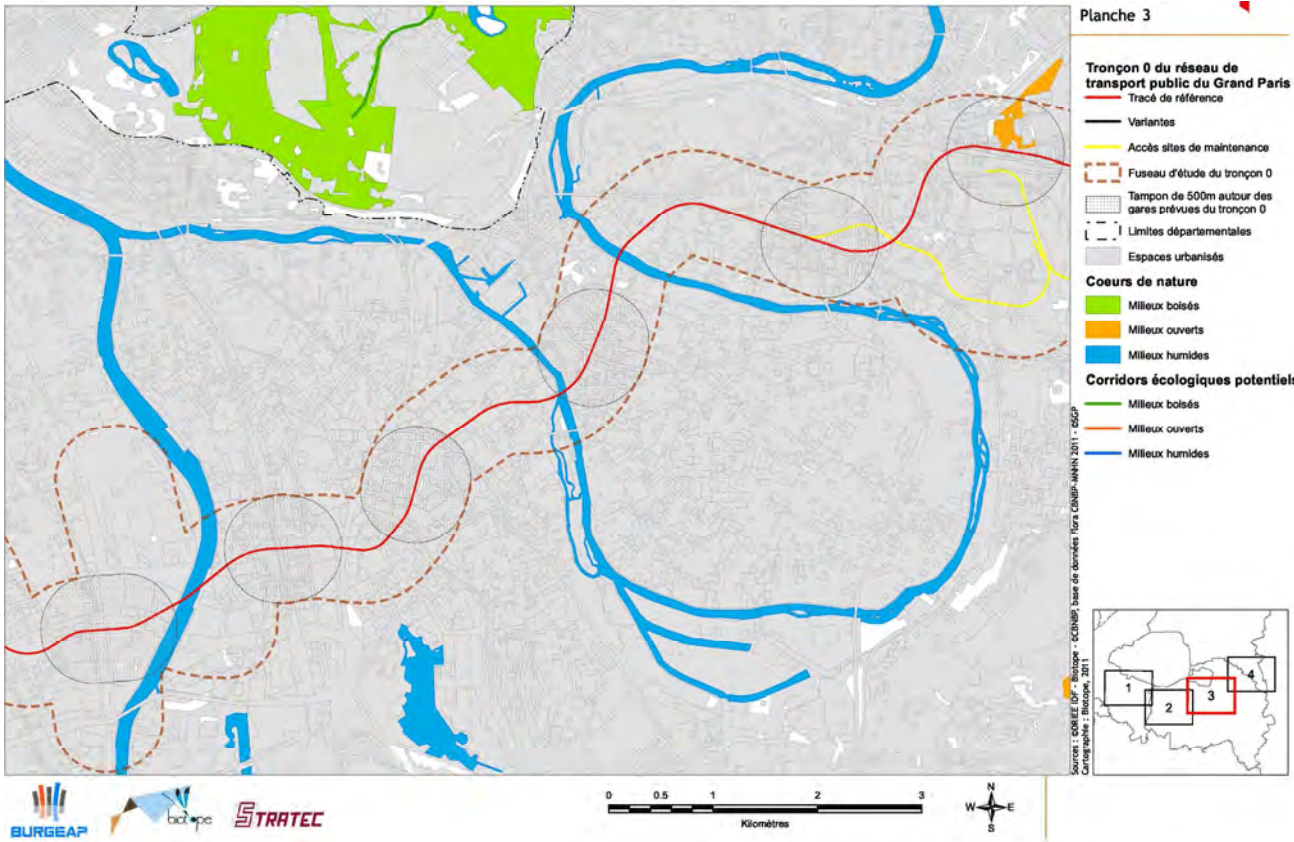 Planche 3
Tronçon 0 du réseau de
transport public du Grand Paris
Tracé de référence
Variantes
Accès sites de maintenance
Fuseau d'étude du tronçon 0
Tampon de 500m autour des
gares prévues du tronçon 0
Limites départementales
Espaces urbanisés
Coeurs de nature
Milieux boisés
Milieux ouverts
Milieux humides
Corridors écologiques potentiels
Milieux boisés
Milieux ouverts
Milieux humides
Sources : ©DRIEE IDF - Biotope - ©CBNBP, base de données Flora CBNBP-MNHN 2011 - ©SGP
Cartographie : Biotope, 2011
1
2
3
4
BURGEAP
biotope
STRATEC
0 0.5 1 2 3
Kilomètres
N
W E
S